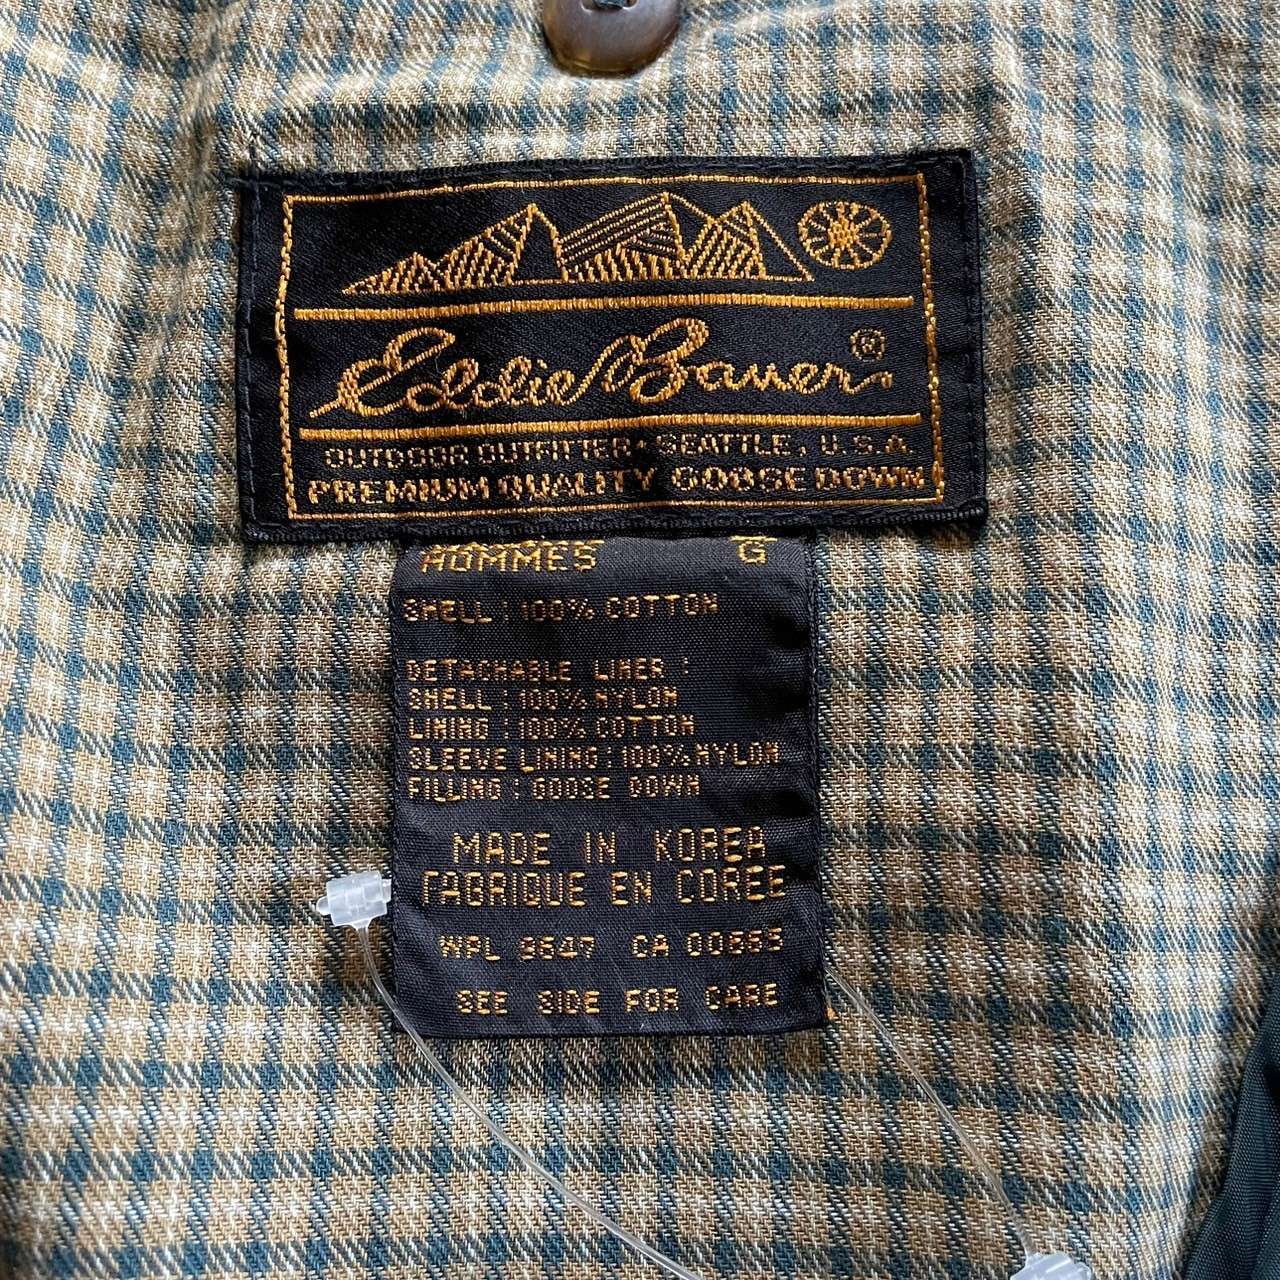 Eddie Bauer®
OUTDOOR OUTFITTER • SEATTLE, U.S.A.
PREMIUM QUALITY GOOSE DOWN
HOMMES G
SHELL : 100% COTTON
DETACHABLE LINER :
SHELL : 100% NYLON
LINING : 100% COTTON
SLEEVE LINING : 100% NYLON
FILLING : GOOSE DOWN
MADE IN KOREA
FABRIQUE EN COREE
WPL CA
SEE SIDE FOR CARE